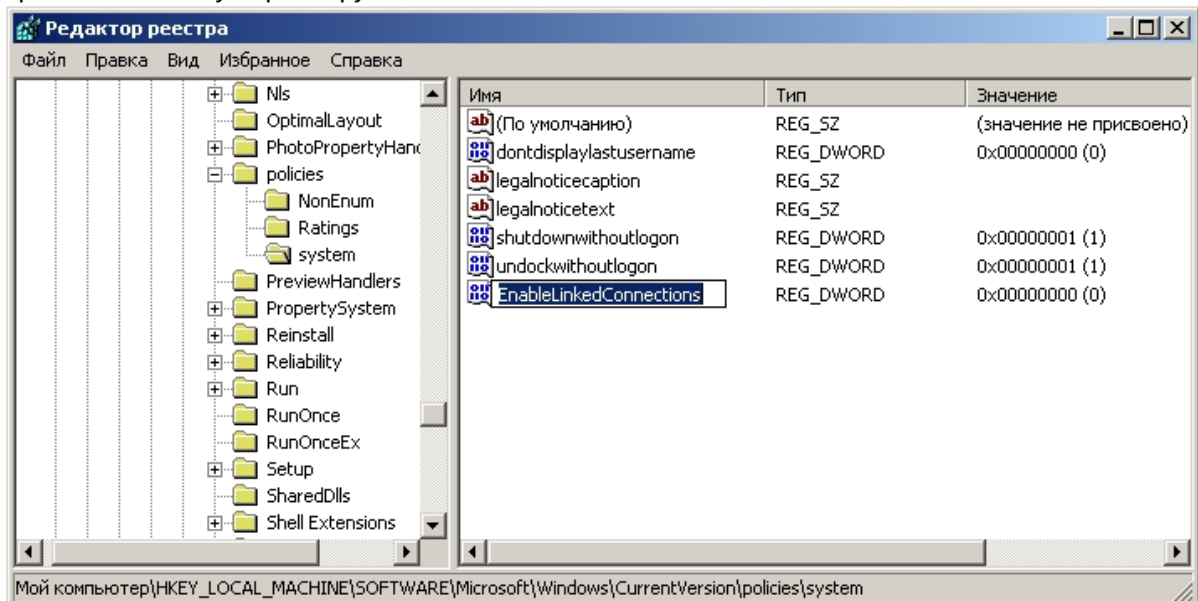 Редактор реестра
Файл Правка Вид Избранное Справка
Nls
OptimalLayout
PhotoPropertyHand
policies
NonEnum
Ratings
system
PreviewHandlers
PropertySystem
Reinstall
Reliability
Run
RunOnce
RunOnceEx
Setup
SharedDlls
Shell Extensions
Имя Тип Значение
(По умолчанию) REG_SZ (значение не присвоено)
dontdisplaylastusername REG_DWORD 0x00000000 (0)
legalnoticecaption REG_SZ
legalnoticetext REG_SZ
shutdownwithoutlogon REG_DWORD 0x00000001 (1)
undockwithoutlogon REG_DWORD 0x00000001 (1)
EnableLinkedConnections REG_DWORD 0x00000000 (0)
Мой компьютер\HKEY_LOCAL_MACHINE\SOFTWARE\Microsoft\Windows\CurrentVersion\policies\system